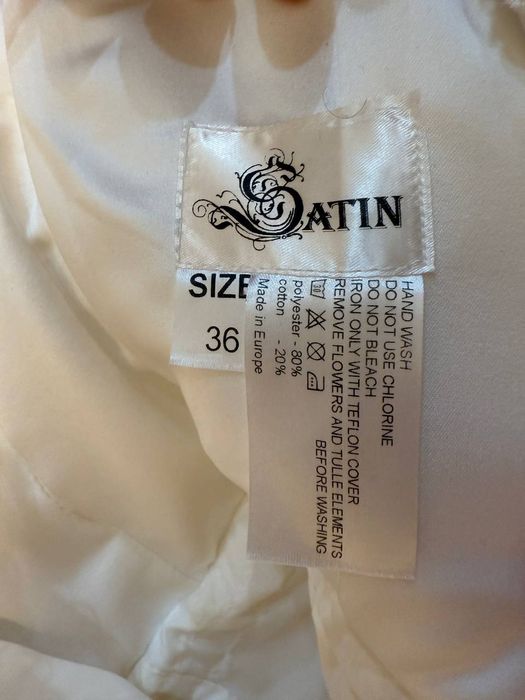 SATIN
SIZE
36
HAND WASH
DO NOT USE CHLORINE
DO NOT BLEACH
IRON ONLY WITH TEFLON COVER
REMOVE FLOWERS AND TULLE ELEMENTS
BEFORE WASHING
30
polyester - 80%
cotton - 20%
Made in Europe